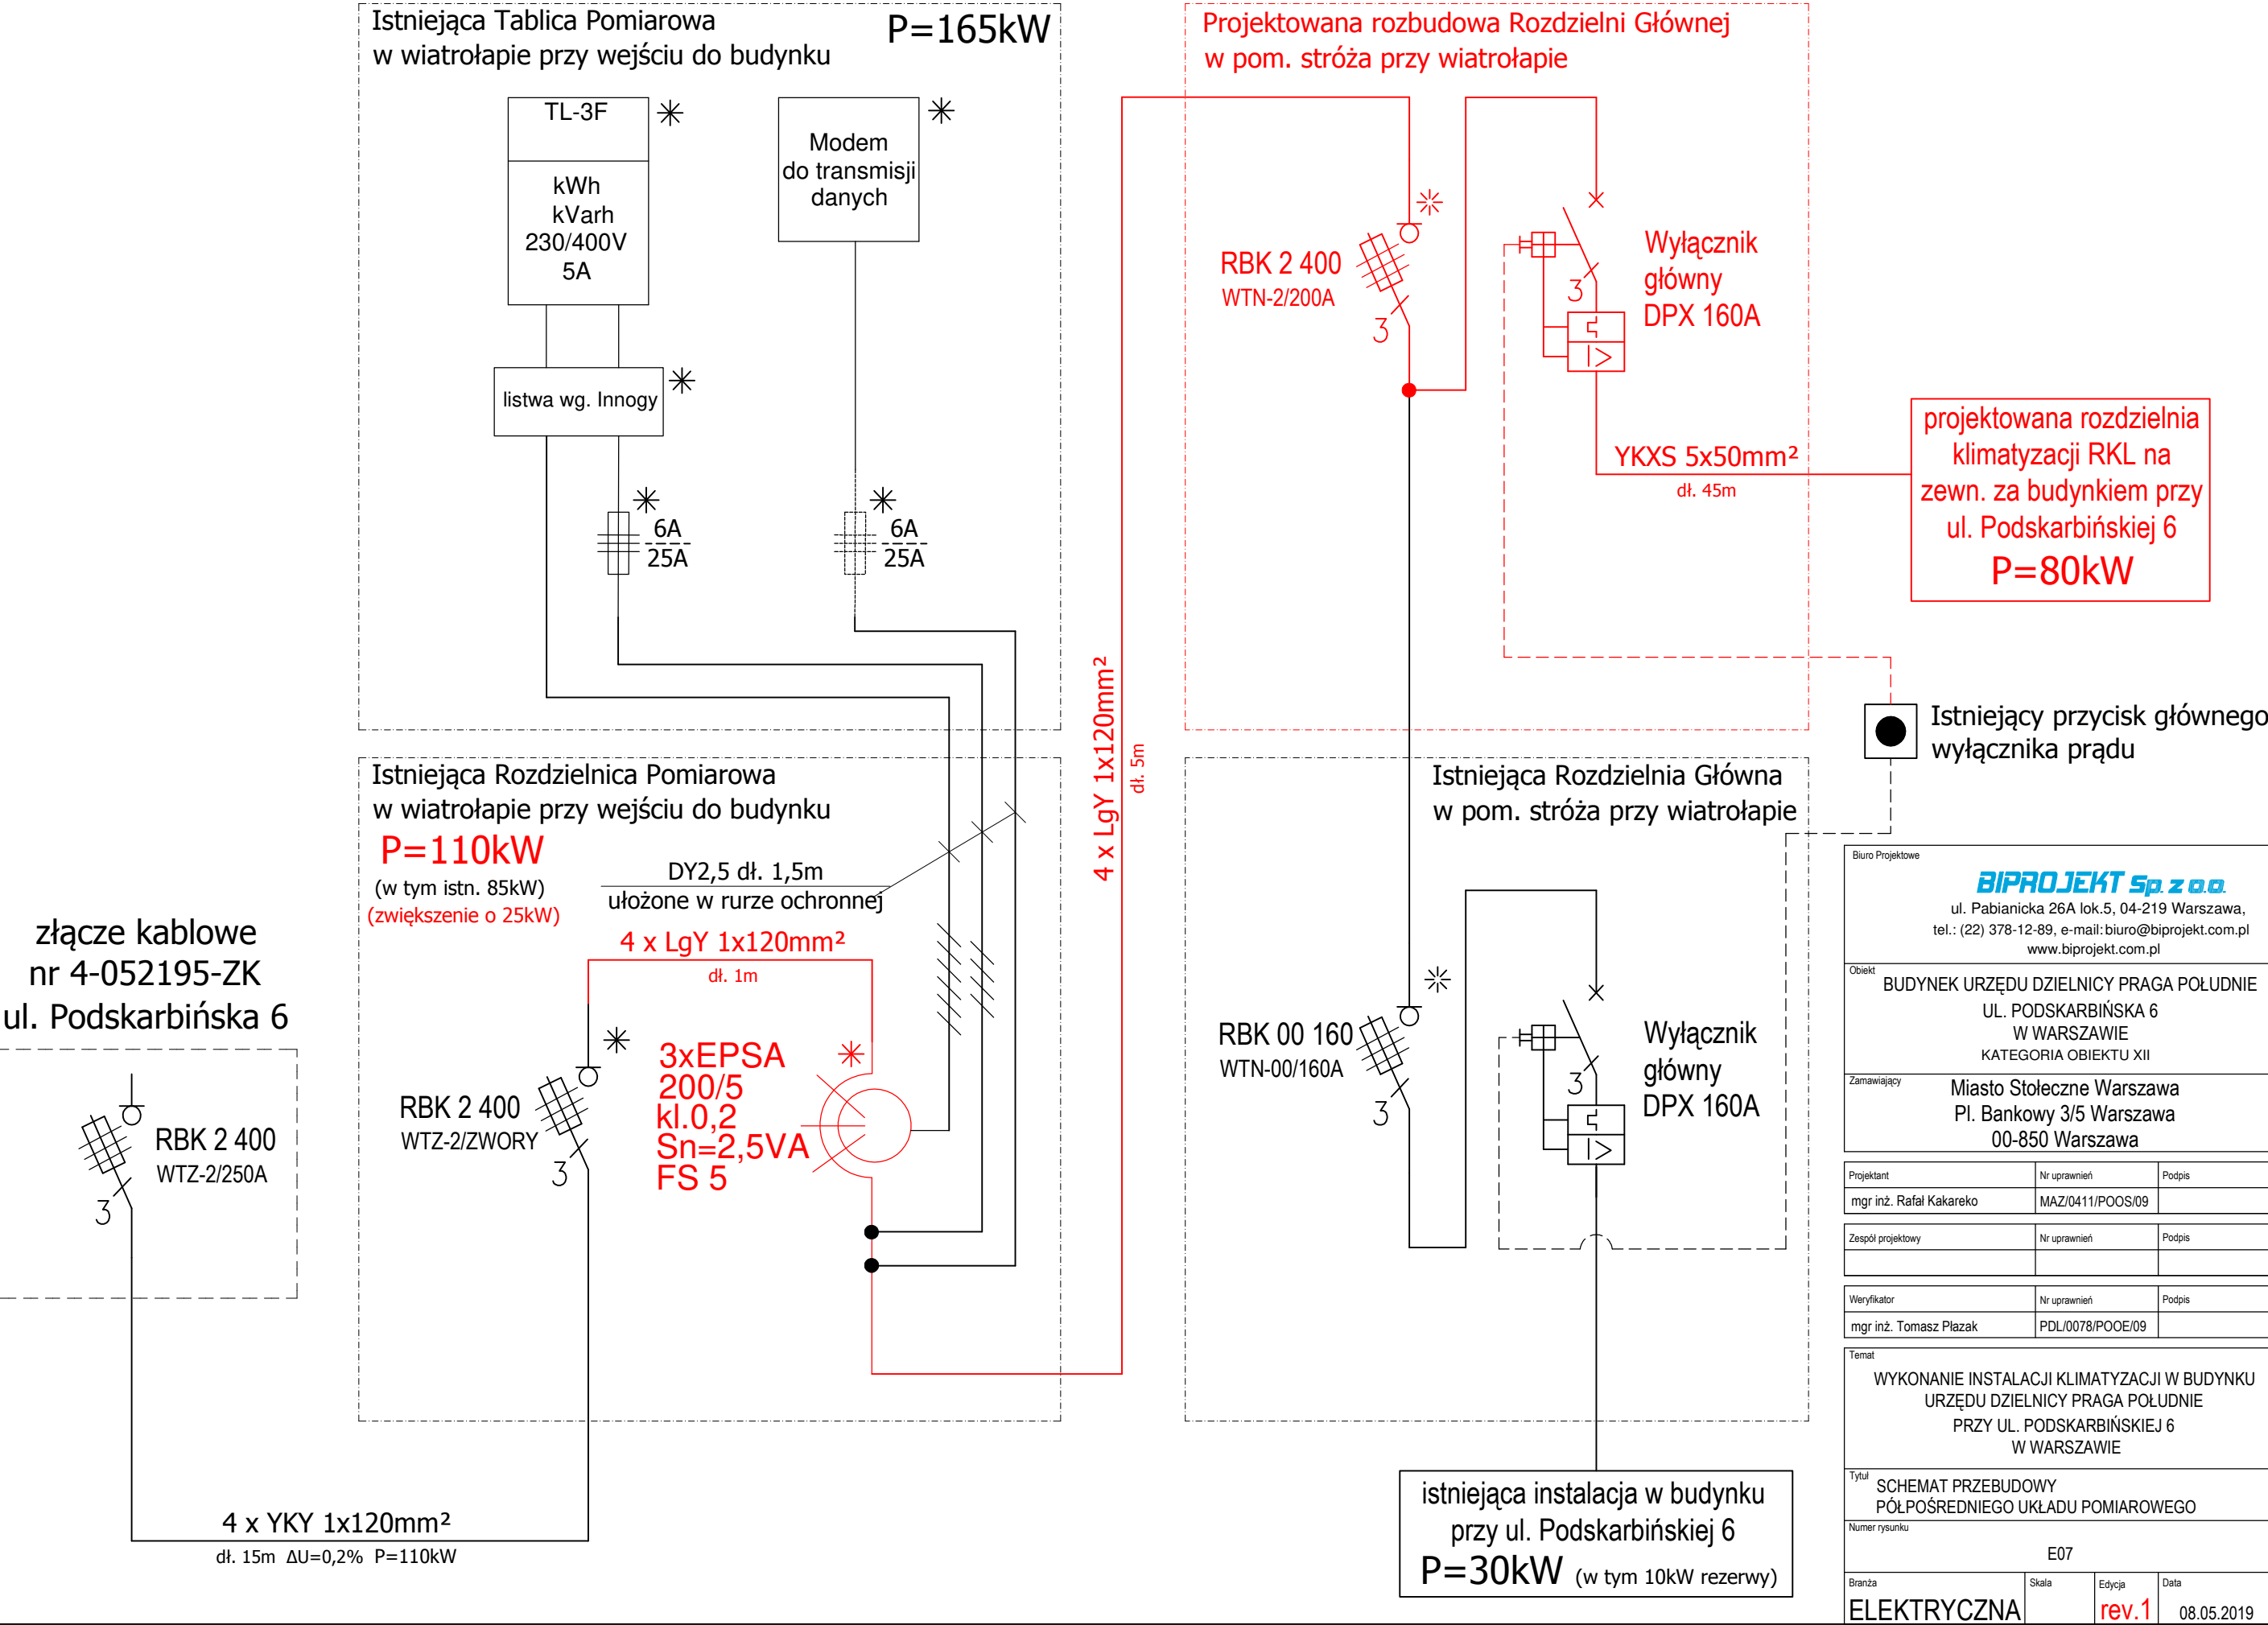 Istniejąca Tablica Pomiarowa
w wiatrołapie przy wejściu do budynku
P=165kW
TL-3F
kWh
kVarh
230/400V
5A
Modem
do transmisji
danych
listwa wg. Innogy
6A
25A
6A
25A
Projektowana rozbudowa Rozdzielni Głównej
w pom. stróża przy wiatrołapie
RBK 2 400
WTN-2/200A
3
Wyłącznik
główny
DPX 160A
3
YKXS 5x50mm²
dł. 45m
projektowana rozdzielnia
klimatyzacji RKL na
zewn. za budynkiem przy
ul. Podskarbińskiej 6
P=80kW
4 x LgY 1x120mm²
dł. 5m
Istniejący przycisk głównego
wyłącznika prądu
Istniejąca Rozdzielnica Pomiarowa
w wiatrołapie przy wejściu do budynku
P=110kW
(w tym istn. 85kW)
(zwiększenie o 25kW)
DY2,5 dł. 1,5m
ułożone w rurze ochronnej
4 x LgY 1x120mm²
dł. 1m
RBK 2 400
WTZ-2/ZWORY
3
3xEPSA
200/5
kl.0,2
Sn=2,5VA
FS 5
złącze kablowe
nr 4-052195-ZK
ul. Podskarbińska 6
RBK 2 400
WTZ-2/250A
3
4 x YKY 1x120mm²
dł. 15m ΔU=0,2% P=110kW
Istniejąca Rozdzielnia Główna
w pom. stróża przy wiatrołapie
RBK 00 160
WTN-00/160A
3
Wyłącznik
główny
DPX 160A
3
istniejąca instalacja w budynku
przy ul. Podskarbińskiej 6
P=30kW (w tym 10kW rezerwy)
Biuro Projektowe
BIPROJEKT Sp. z o.o.
ul. Pabianicka 26A lok.5, 04-219 Warszawa,
tel.: (22) 378-12-89, e-mail: biuro@biprojekt.com.pl
www.biprojekt.com.pl
Obiekt
BUDYNEK URZĘDU DZIELNICY PRAGA POŁUDNIE
UL. PODSKARBIŃSKA 6
W WARSZAWIE
KATEGORIA OBIEKTU XII
Zamawiający
Miasto Stołeczne Warszawa
Pl. Bankowy 3/5 Warszawa
00-850 Warszawa
Projektant Nr uprawnień Podpis
mgr inż. Rafał Kakareko MAZ/0411/POOS/09
Zespół projektowy Nr uprawnień Podpis
Weryfikator Nr uprawnień Podpis
mgr inż. Tomasz Płazak PDL/0078/POOE/09
Temat
WYKONANIE INSTALACJI KLIMATYZACJI W BUDYNKU
URZĘDU DZIELNICY PRAGA POŁUDNIE
PRZY UL. PODSKARBIŃSKIEJ 6
W WARSZAWIE
Tytuł
SCHEMAT PRZEBUDOWY
PÓŁPOŚREDNIEGO UKŁADU POMIAROWEGO
Numer rysunku
E07
Branża Skala Edycja Data
ELEKTRYCZNA rev.1 08.05.2019